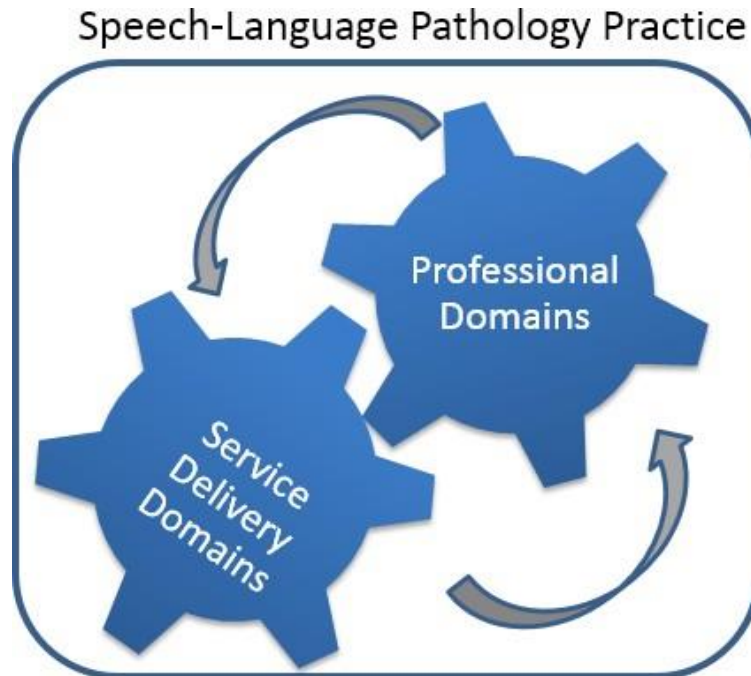 Speech-Language Pathology Practice
Professional
Domains
Service
Delivery
Domains